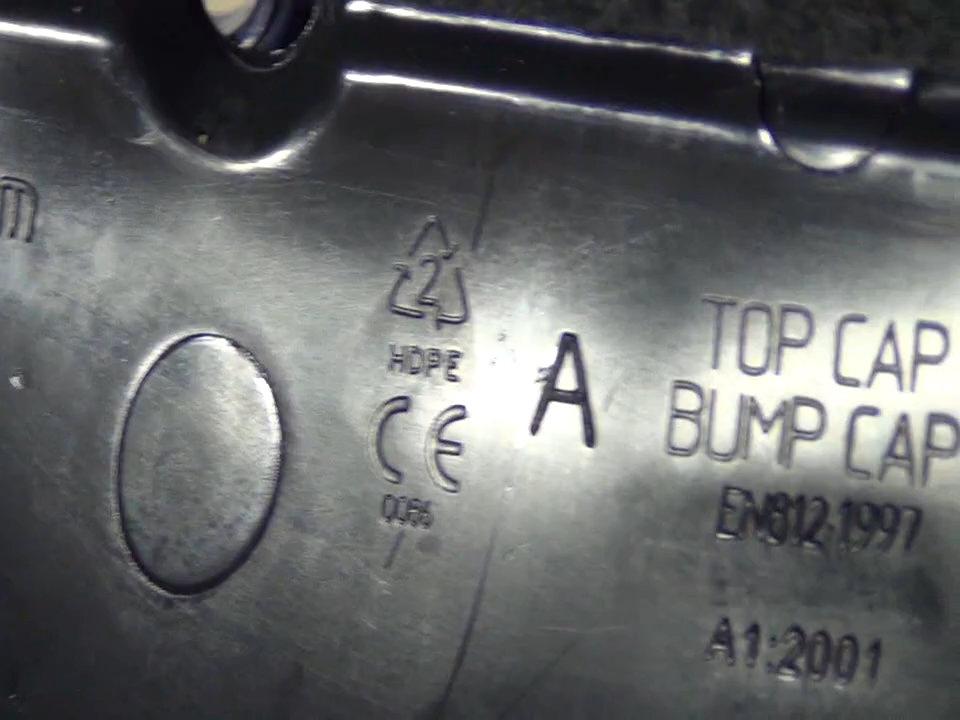 m
2
HDPE
CE
0086
A
TOP CAP
BUMP CAP
EN812:1997
A1:2001